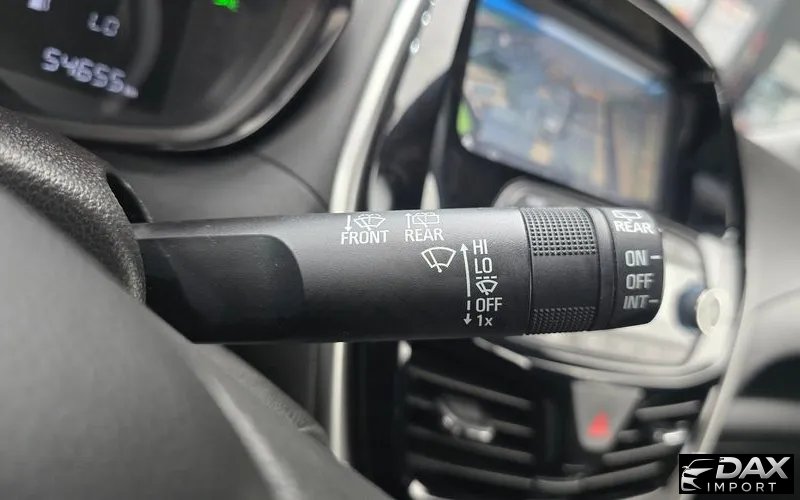 LO
54655
FRONT REAR
HI
LO
OFF
1x
REAR
ON
OFF
INT
DAX
IMPORT